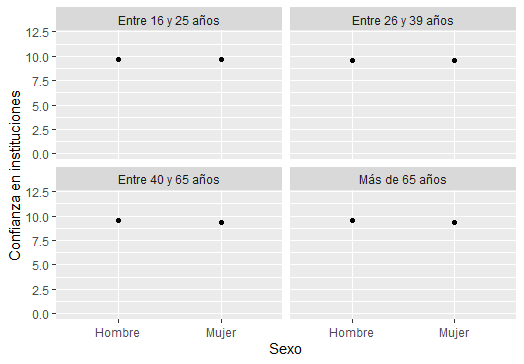 Entre 16 y 25 años
Entre 26 y 39 años
12.5
10.0
7.5
5.0
2.5
0.0
Entre 40 y 65 años
Más de 65 años
12.5
10.0
7.5
5.0
2.5
0.0
Confianza en instituciones
Hombre
Mujer
Hombre
Mujer
Sexo